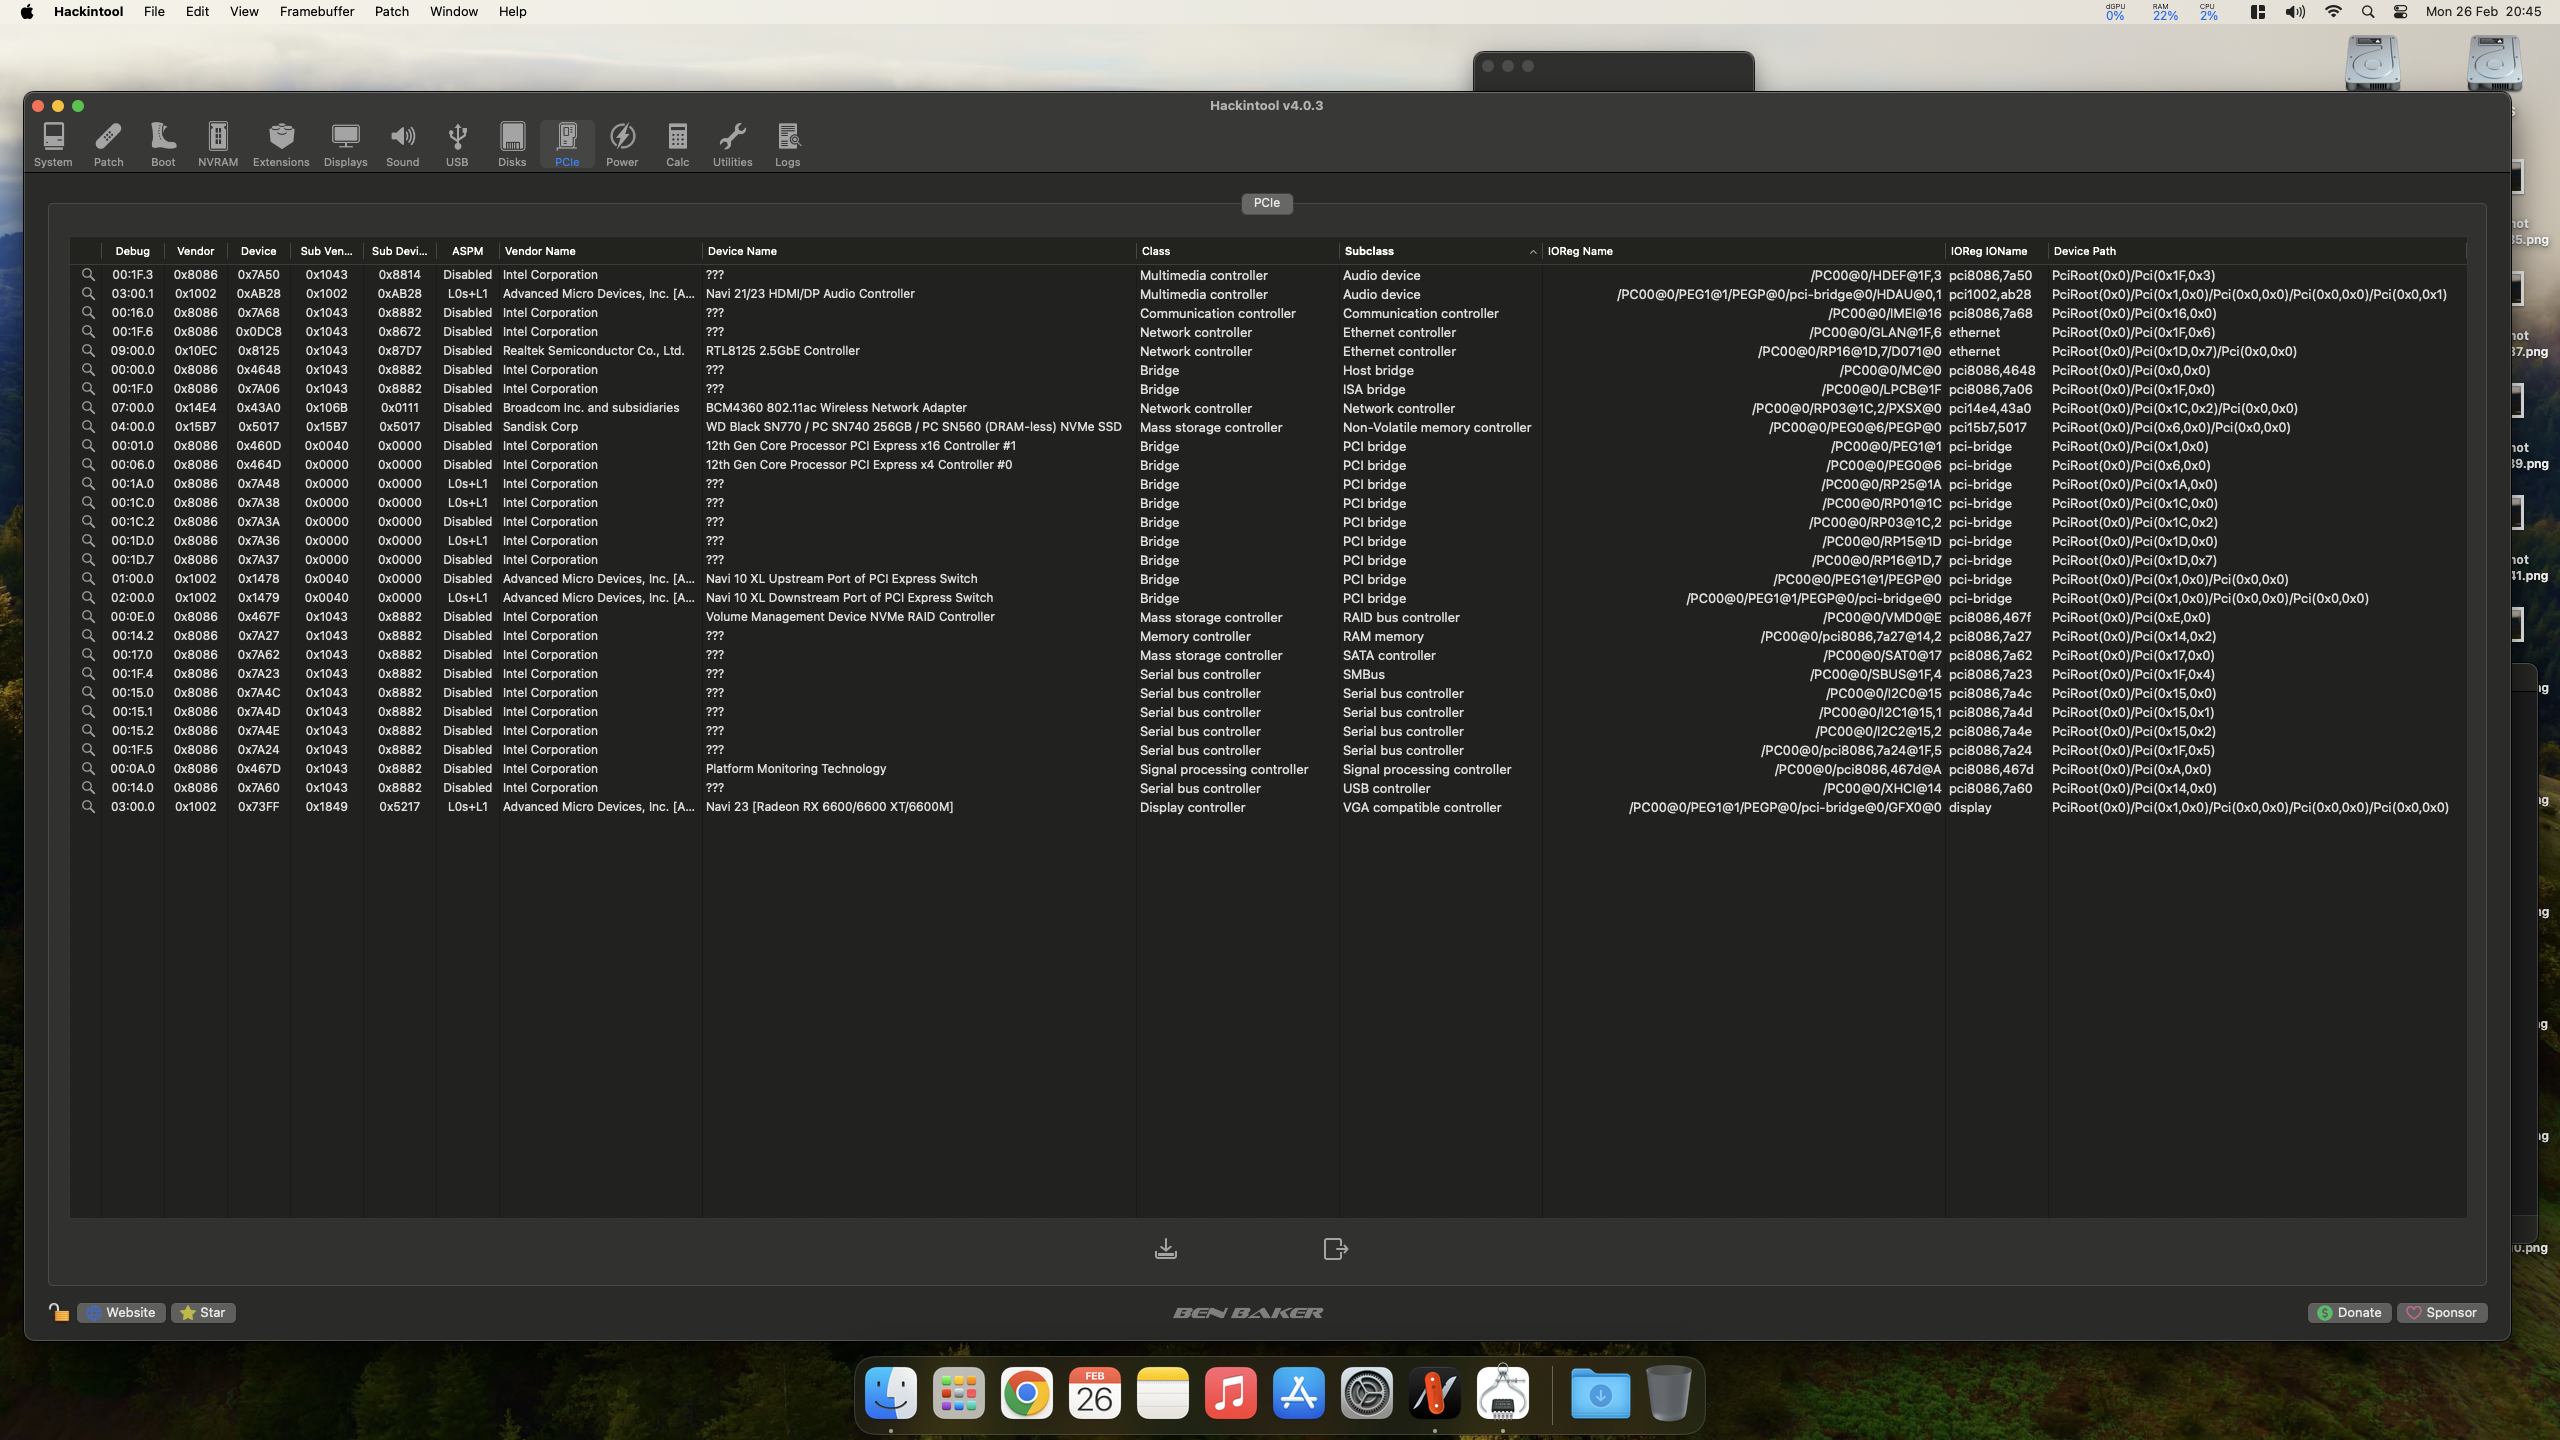 Hackintool File Edit View Framebuffer Patch Window Help dGPU 0% RAM 22% CPU 2% Mon 26 Feb 20:45
Hackintool v4.0.3
System Patch Boot NVRAM Extensions Displays Sound USB Disks PCIe Power Calc Utilities Logs
PCIe
Debug Vendor Device Sub Ven... Sub Devi... ASPM Vendor Name Device Name Class Subclass IOReg Name IOReg IOName Device Path
00:1F.3 0x8086 0x7A50 0x1043 0x8814 Disabled Intel Corporation ??? Multimedia controller Audio device /PC00@0/HDEF@1F,3 pci8086,7a50 PciRoot(0x0)/Pci(0x1F,0x3)
03:00.1 0x1002 0xAB28 0x1002 0xAB28 L0s+L1 Advanced Micro Devices, Inc. [A... Navi 21/23 HDMI/DP Audio Controller Multimedia controller Audio device /PC00@0/PEG1@1/PEGP@0/pci-bridge@0/HDAU@0,1 pci1002,ab28 PciRoot(0x0)/Pci(0x1,0x0)/Pci(0x0,0x0)/Pci(0x0,0x0)/Pci(0x0,0x1)
00:16.0 0x8086 0x7A68 0x1043 0x8882 Disabled Intel Corporation ??? Communication controller Communication controller /PC00@0/IMEI@16 pci8086,7a68 PciRoot(0x0)/Pci(0x16,0x0)
00:1F.6 0x8086 0x0DC8 0x1043 0x8672 Disabled Intel Corporation ??? Network controller Ethernet controller /PC00@0/GLAN@1F,6 ethernet PciRoot(0x0)/Pci(0x1F,0x6)
09:00.0 0x10EC 0x8125 0x1043 0x87D7 Disabled Realtek Semiconductor Co., Ltd. RTL8125 2.5GbE Controller Network controller Ethernet controller /PC00@0/RP16@1D,7/D071@0 ethernet PciRoot(0x0)/Pci(0x1D,0x7)/Pci(0x0,0x0)
00:00.0 0x8086 0x4648 0x1043 0x8882 Disabled Intel Corporation ??? Bridge Host bridge /PC00@0/MC@0 pci8086,4648 PciRoot(0x0)/Pci(0x0,0x0)
00:1F.0 0x8086 0x7A06 0x1043 0x8882 Disabled Intel Corporation ??? Bridge ISA bridge /PC00@0/LPCB@1F pci8086,7a06 PciRoot(0x0)/Pci(0x1F,0x0)
07:00.0 0x14E4 0x43A0 0x106B 0x0111 Disabled Broadcom Inc. and subsidiaries BCM4360 802.11ac Wireless Network Adapter Network controller Network controller /PC00@0/RP03@1C,2/PXSX@0 pci14e4,43a0 PciRoot(0x0)/Pci(0x1C,0x2)/Pci(0x0,0x0)
04:00.0 0x15B7 0x5017 0x15B7 0x5017 Disabled Sandisk Corp WD Black SN770 / PC SN740 256GB / PC SN560 (DRAM-less) NVMe SSD Mass storage controller Non-Volatile memory controller /PC00@0/PEG0@6/PEGP@0 pci15b7,5017 PciRoot(0x0)/Pci(0x6,0x0)/Pci(0x0,0x0)
00:01.0 0x8086 0x460D 0x0040 0x0000 Disabled Intel Corporation 12th Gen Core Processor PCI Express x16 Controller #1 Bridge PCI bridge /PC00@0/PEG1@1 pci-bridge PciRoot(0x0)/Pci(0x1,0x0)
00:06.0 0x8086 0x464D 0x0000 0x0000 Disabled Intel Corporation 12th Gen Core Processor PCI Express x4 Controller #0 Bridge PCI bridge /PC00@0/PEG0@6 pci-bridge PciRoot(0x0)/Pci(0x6,0x0)
00:1A.0 0x8086 0x7A48 0x0000 0x0000 L0s+L1 Intel Corporation ??? Bridge PCI bridge /PC00@0/RP25@1A pci-bridge PciRoot(0x0)/Pci(0x1A,0x0)
00:1C.0 0x8086 0x7A38 0x0000 0x0000 L0s+L1 Intel Corporation ??? Bridge PCI bridge /PC00@0/RP01@1C pci-bridge PciRoot(0x0)/Pci(0x1C,0x0)
00:1C.2 0x8086 0x7A3A 0x0000 0x0000 Disabled Intel Corporation ??? Bridge PCI bridge /PC00@0/RP03@1C,2 pci-bridge PciRoot(0x0)/Pci(0x1C,0x2)
00:1D.0 0x8086 0x7A36 0x0000 0x0000 L0s+L1 Intel Corporation ??? Bridge PCI bridge /PC00@0/RP15@1D pci-bridge PciRoot(0x0)/Pci(0x1D,0x0)
00:1D.7 0x8086 0x7A37 0x0000 0x0000 Disabled Intel Corporation ??? Bridge PCI bridge /PC00@0/RP16@1D,7 pci-bridge PciRoot(0x0)/Pci(0x1D,0x7)
01:00.0 0x1002 0x1478 0x0040 0x0000 Disabled Advanced Micro Devices, Inc. [A... Navi 10 XL Upstream Port of PCI Express Switch Bridge PCI bridge /PC00@0/PEG1@1/PEGP@0 pci-bridge PciRoot(0x0)/Pci(0x1,0x0)/Pci(0x0,0x0)
02:00.0 0x1002 0x1479 0x0040 0x0000 L0s+L1 Advanced Micro Devices, Inc. [A... Navi 10 XL Downstream Port of PCI Express Switch Bridge PCI bridge /PC00@0/PEG1@1/PEGP@0/pci-bridge@0 pci-bridge PciRoot(0x0)/Pci(0x1,0x0)/Pci(0x0,0x0)/Pci(0x0,0x0)
00:0E.0 0x8086 0x467F 0x1043 0x8882 Disabled Intel Corporation Volume Management Device NVMe RAID Controller Mass storage controller RAID bus controller /PC00@0/VMD0@E pci8086,467f PciRoot(0x0)/Pci(0xE,0x0)
00:14.2 0x8086 0x7A27 0x1043 0x8882 Disabled Intel Corporation ??? Memory controller RAM memory /PC00@0/pci8086,7a27@14,2 pci8086,7a27 PciRoot(0x0)/Pci(0x14,0x2)
00:17.0 0x8086 0x7A62 0x1043 0x8882 Disabled Intel Corporation ??? Mass storage controller SATA controller /PC00@0/SAT0@17 pci8086,7a62 PciRoot(0x0)/Pci(0x17,0x0)
00:1F.4 0x8086 0x7A23 0x1043 0x8882 Disabled Intel Corporation ??? Serial bus controller SMBus /PC00@0/SBUS@1F,4 pci8086,7a23 PciRoot(0x0)/Pci(0x1F,0x4)
00:15.0 0x8086 0x7A4C 0x1043 0x8882 Disabled Intel Corporation ??? Serial bus controller Serial bus controller /PC00@0/I2C0@15 pci8086,7a4c PciRoot(0x0)/Pci(0x15,0x0)
00:15.1 0x8086 0x7A4D 0x1043 0x8882 Disabled Intel Corporation ??? Serial bus controller Serial bus controller /PC00@0/I2C1@15,1 pci8086,7a4d PciRoot(0x0)/Pci(0x15,0x1)
00:15.2 0x8086 0x7A4E 0x1043 0x8882 Disabled Intel Corporation ??? Serial bus controller Serial bus controller /PC00@0/I2C2@15,2 pci8086,7a4e PciRoot(0x0)/Pci(0x15,0x2)
00:1F.5 0x8086 0x7A24 0x1043 0x8882 Disabled Intel Corporation ??? Serial bus controller Serial bus controller /PC00@0/pci8086,7a24@1F,5 pci8086,7a24 PciRoot(0x0)/Pci(0x1F,0x5)
00:0A.0 0x8086 0x467D 0x1043 0x8882 Disabled Intel Corporation Platform Monitoring Technology Signal processing controller Signal processing controller /PC00@0/pci8086,467d@A pci8086,467d PciRoot(0x0)/Pci(0xA,0x0)
00:14.0 0x8086 0x7A60 0x1043 0x8882 Disabled Intel Corporation ??? Serial bus controller USB controller /PC00@0/XHCI@14 pci8086,7a60 PciRoot(0x0)/Pci(0x14,0x0)
03:00.0 0x1002 0x73FF 0x1849 0x5217 L0s+L1 Advanced Micro Devices, Inc. [A... Navi 23 [Radeon RX 6600/6600 XT/6600M] Display controller VGA compatible controller /PC00@0/PEG1@1/PEGP@0/pci-bridge@0/GFX0@0 display PciRoot(0x0)/Pci(0x1,0x0)/Pci(0x0,0x0)/Pci(0x0,0x0)/Pci(0x0,0x0)
Website Star BEN BAKER Donate Sponsor
FEB
26